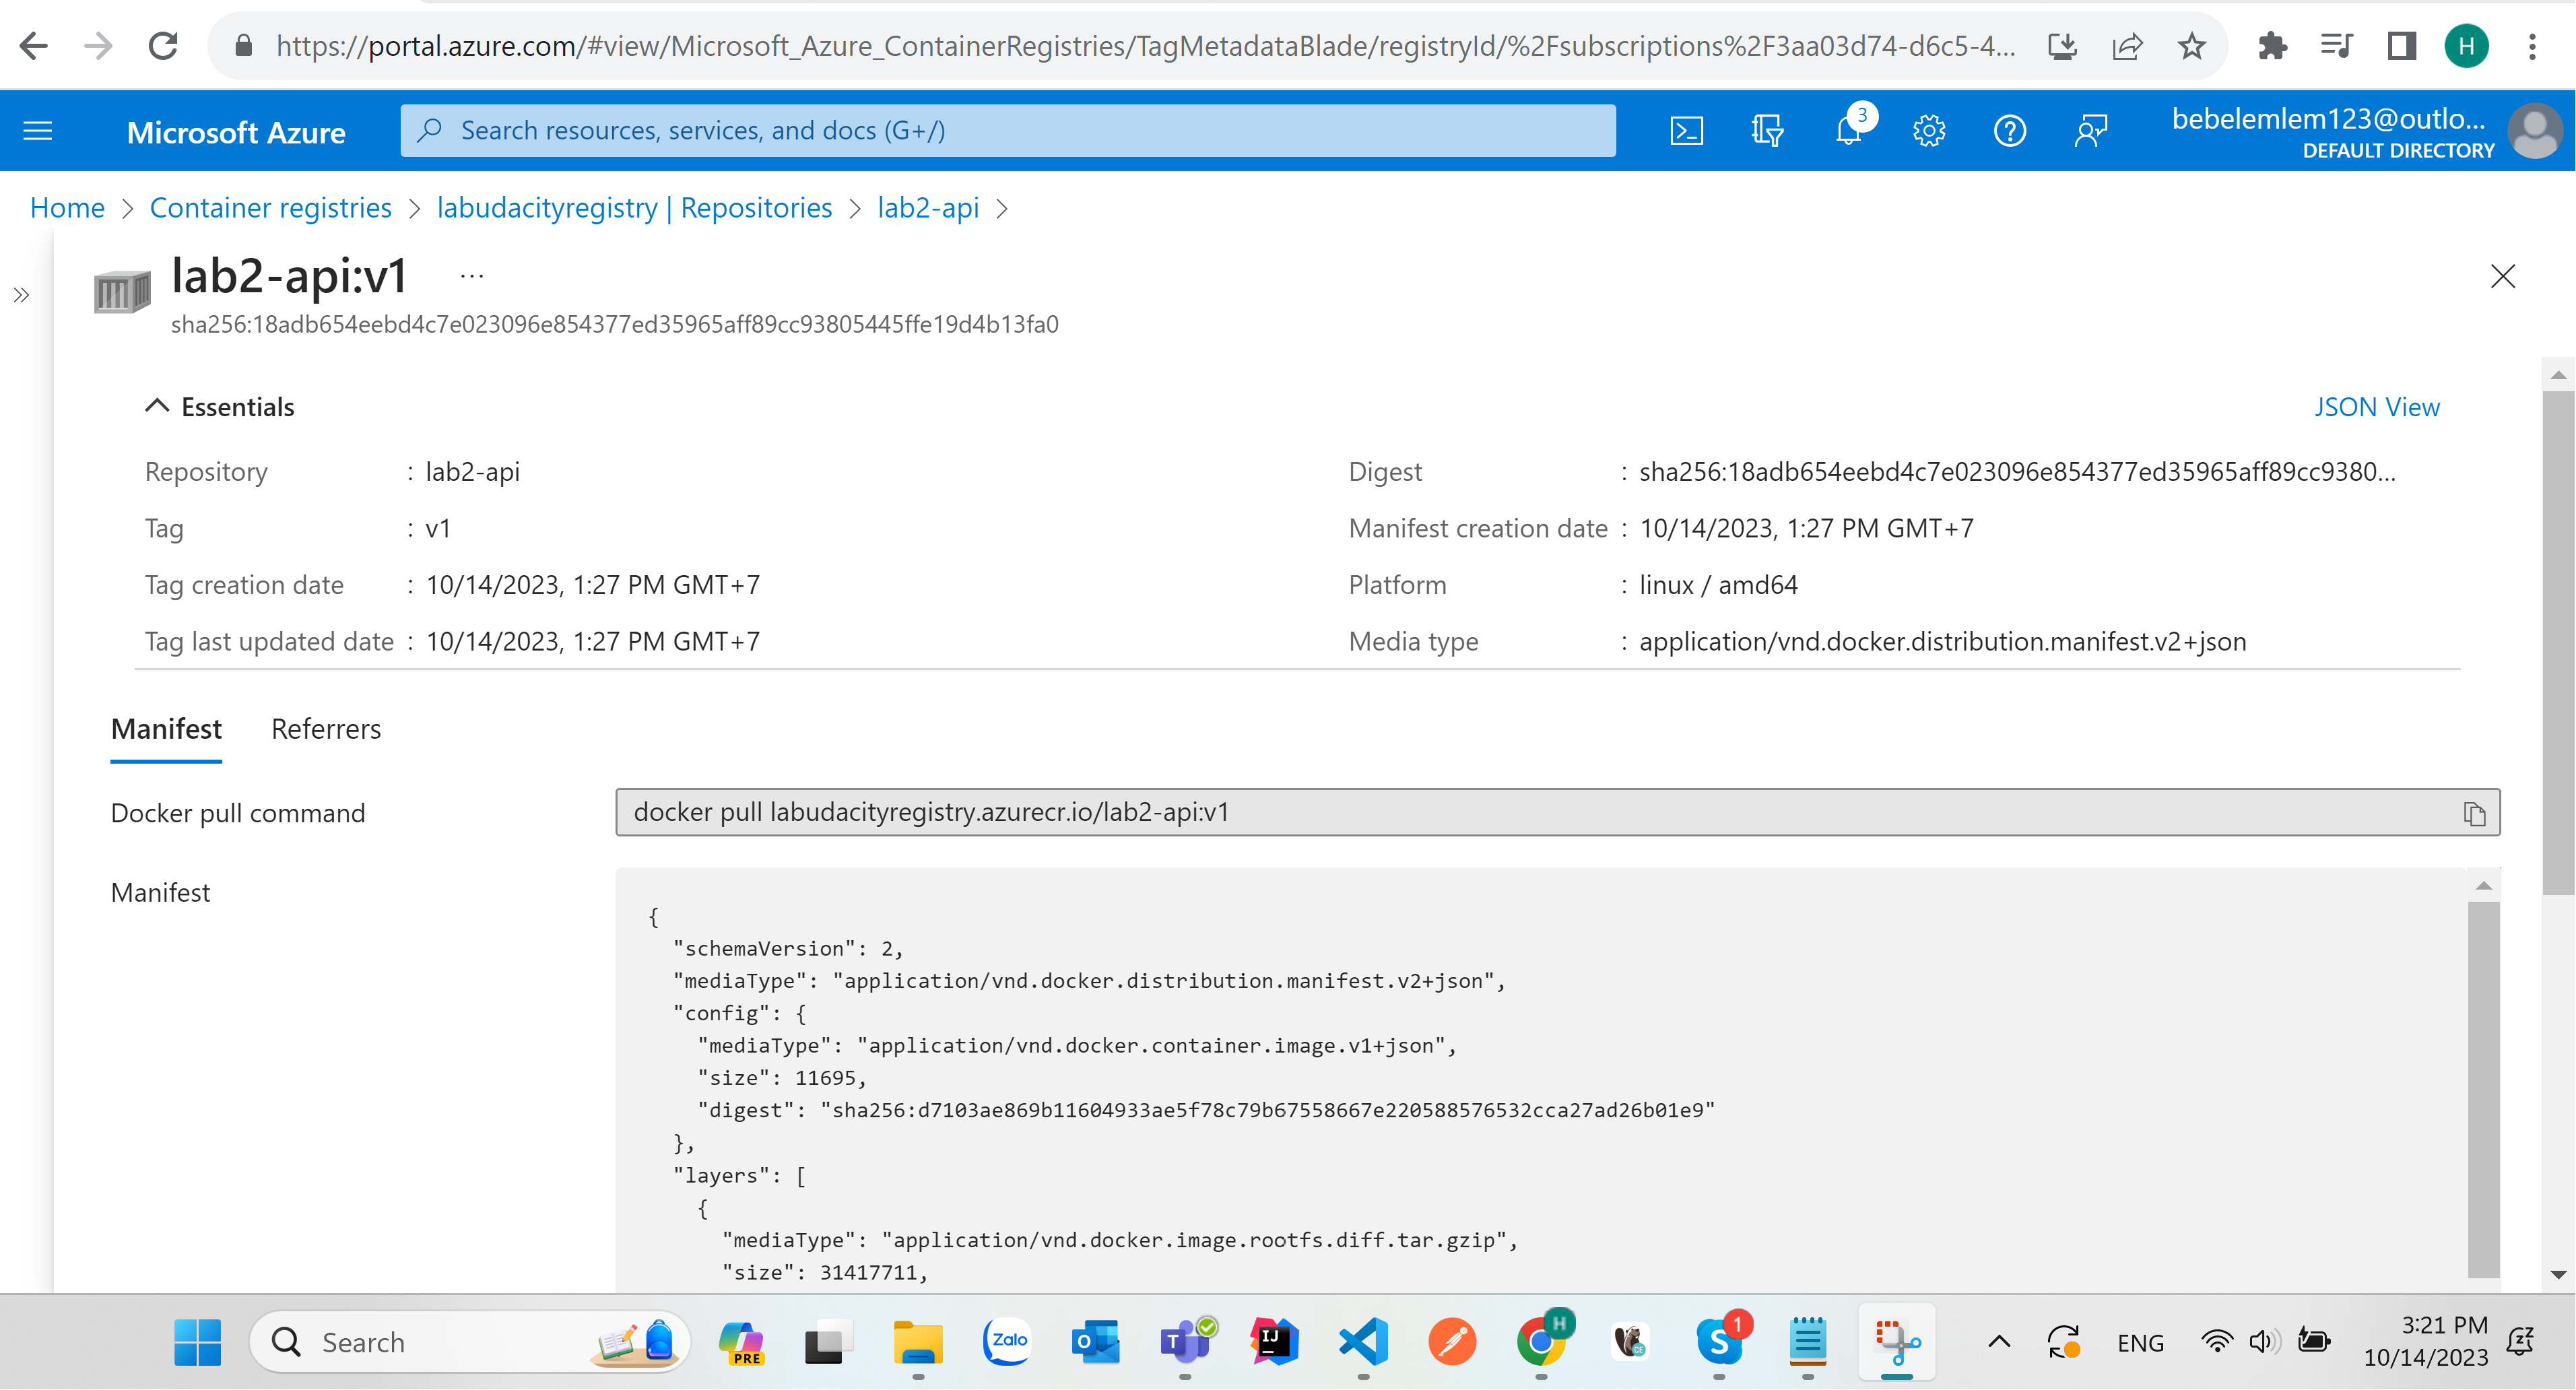 https://portal.azure.com/#view/Microsoft_Azure_ContainerRegistries/TagMetadataBlade/registryId/%2Fsubscriptions%2F3aa03d74-d6c5-4...
H
Microsoft Azure
Search resources, services, and docs (G+/)
3
bebelemlem123@outlo...
DEFAULT DIRECTORY
Home > Container registries > labudacityregistry | Repositories > lab2-api >
lab2-api:v1 ...
sha256:18adb654eebd4c7e023096e854377ed35965aff89cc93805445ffe19d4b13fa0
Essentials
JSON View
Repository : lab2-api
Digest : sha256:18adb654eebd4c7e023096e854377ed35965aff89cc9380...
Tag : v1
Manifest creation date : 10/14/2023, 1:27 PM GMT+7
Tag creation date : 10/14/2023, 1:27 PM GMT+7
Platform : linux / amd64
Tag last updated date : 10/14/2023, 1:27 PM GMT+7
Media type : application/vnd.docker.distribution.manifest.v2+json
Manifest Referrers
Docker pull command
docker pull labudacityregistry.azurecr.io/lab2-api:v1
Manifest
{
"schemaVersion": 2,
"mediaType": "application/vnd.docker.distribution.manifest.v2+json",
"config": {
"mediaType": "application/vnd.docker.container.image.v1+json",
"size": 11695,
"digest": "sha256:d7103ae869b11604933ae5f78c79b67558667e220588576532cca27ad26b01e9"
},
"layers": [
{
"mediaType": "application/vnd.docker.image.rootfs.diff.tar.gzip",
"size": 31417711,
Search
PRE
Zalo
O
T
IJ
H
CE
S
1
ENG
3:21 PM
10/14/2023